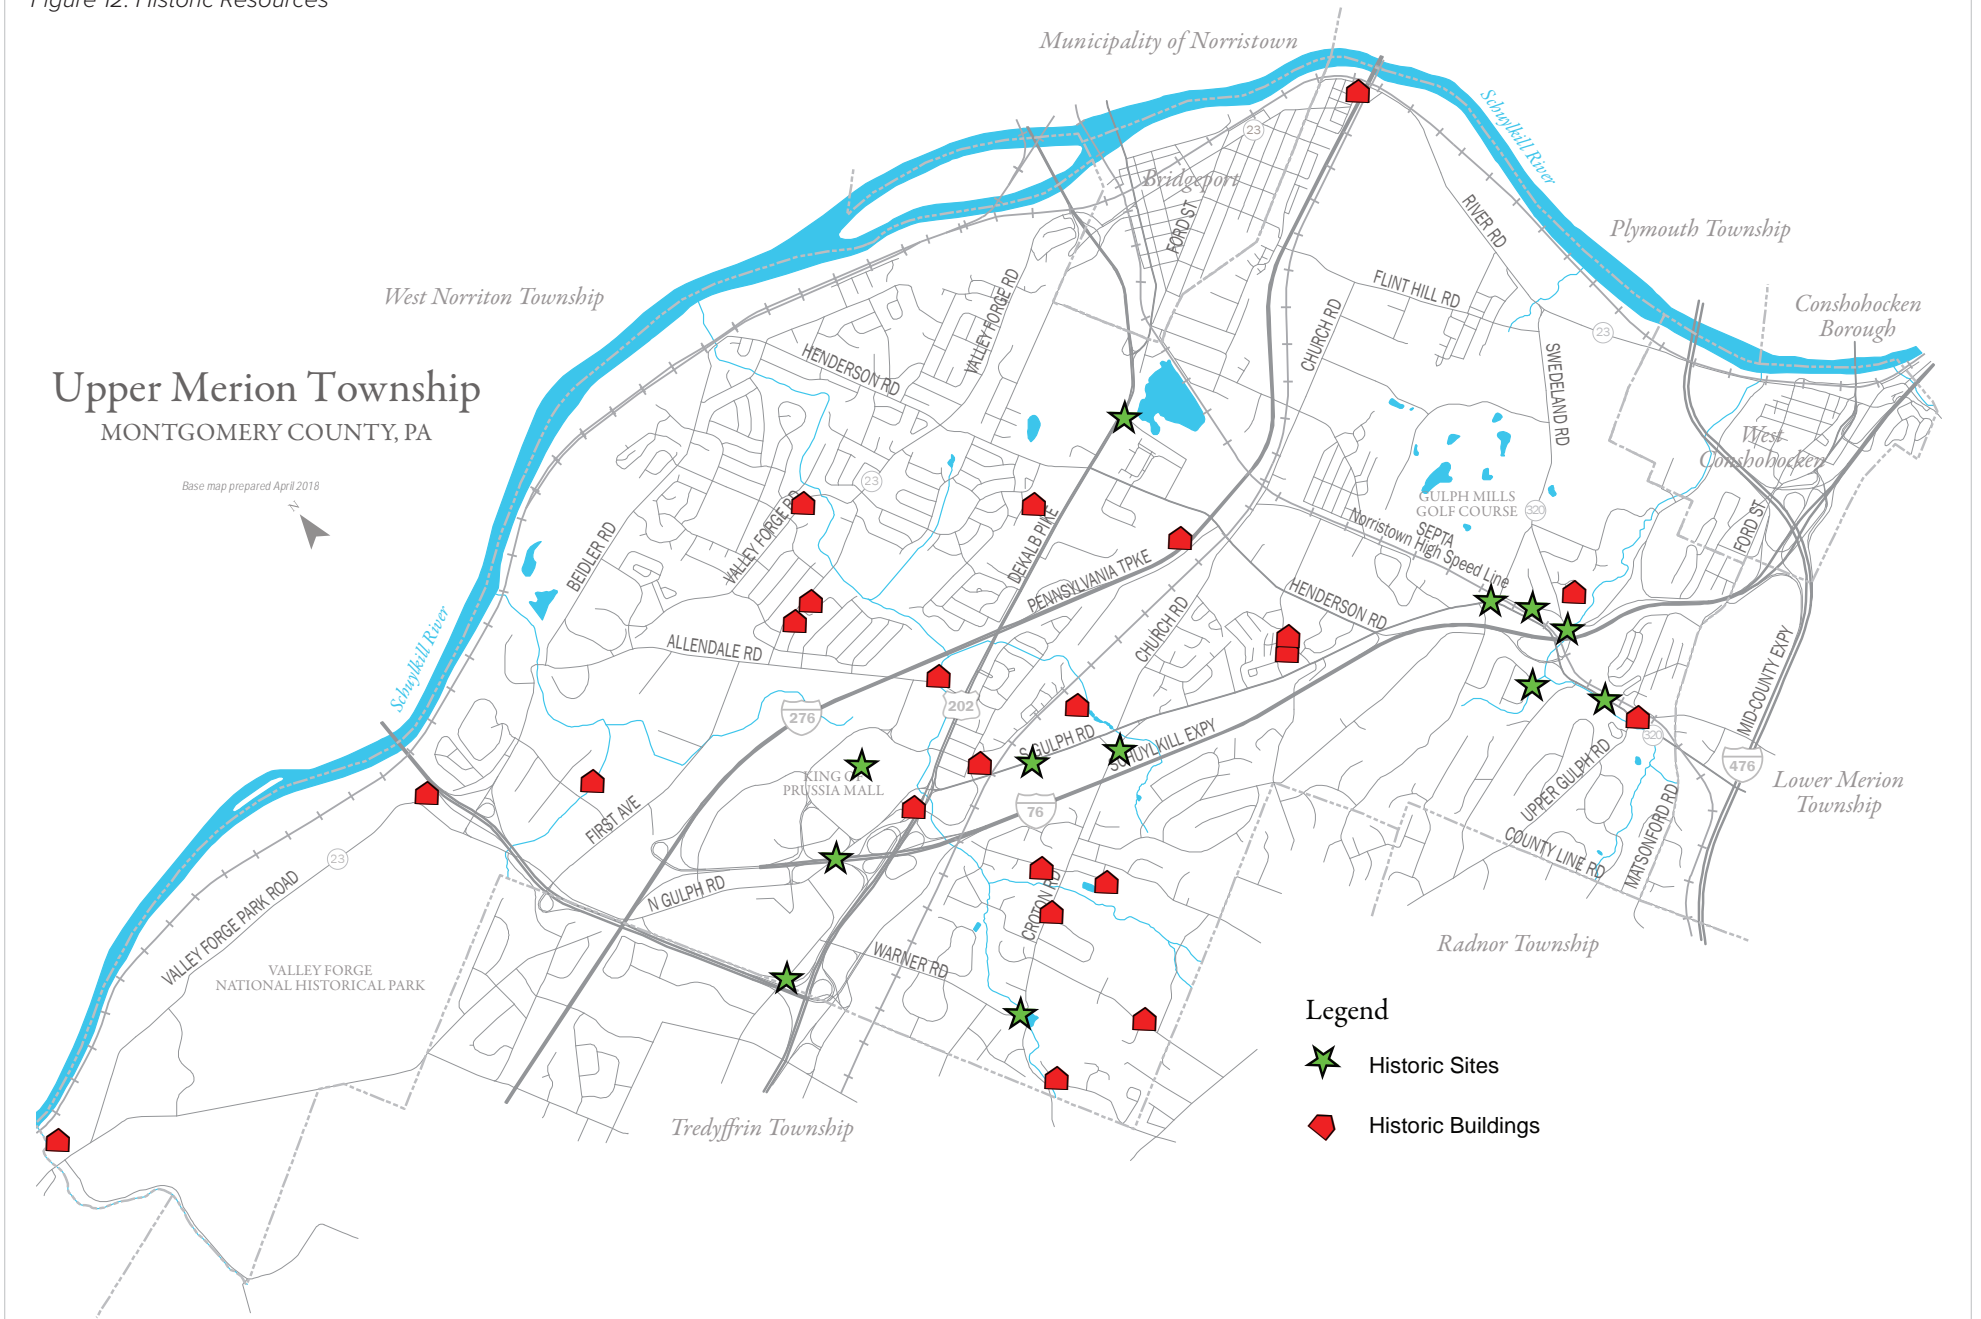 Figure 12: Historic Resources
Municipality of Norristown
Schuylkill River
23
Bridgeport
FORD ST
RIVER RD
Plymouth Township
West Norriton Township
VALLEY FORGE RD
FLINT HILL RD
CHURCH RD
Conshohocken
Borough
23
HENDERSON RD
SWEDELAND RD
Upper Merion Township
MONTGOMERY COUNTY, PA
West
Conshohocken
Base map prepared April 2018
N
23
GULPH MILLS
GOLF COURSE
320
SEPTA
Norristown High Speed Line
FORD ST
VALLEY FORGE RD
BEIDLER RD
DEKALB PIKE
PENNSYLVANIA TPKE
HENDERSON RD
CHURCH RD
ALLENDALE RD
Schuylkill River
MID-COUNTY EXPY
276
202
S GULPH RD
SCHUYLKILL EXPY
320
476
UPPER GULPH RD
KING OF
PRUSSIA MALL
76
Lower Merion
Township
FIRST AVE
MATSONFORD RD
COUNTY LINE RD
23
N GULPH RD
CROTON RD
VALLEY FORGE PARK ROAD
WARNER RD
Radnor Township
VALLEY FORGE
NATIONAL HISTORICAL PARK
Legend
Historic Sites
Historic Buildings
Tredyffrin Township